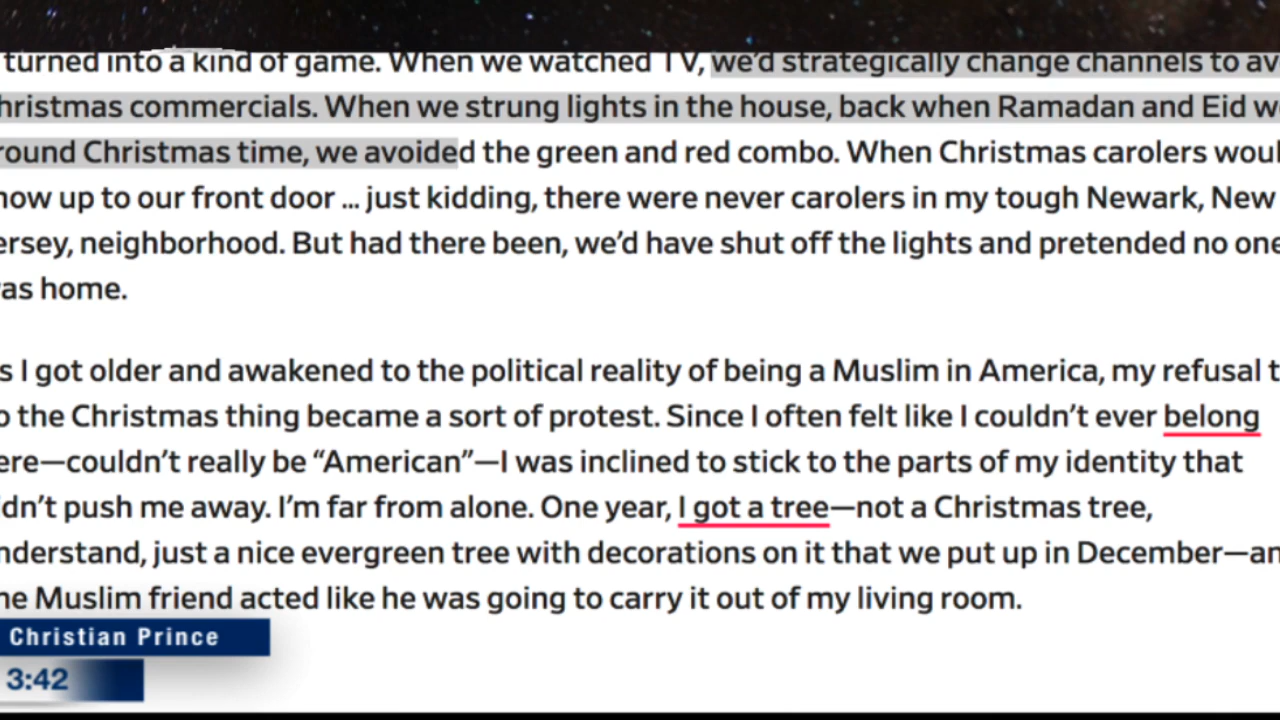 turned into a kind of game. When we watched TV, we'd strategically change channels to av
hristmas commercials. When we strung lights in the house, back when Ramadan and Eid w
round Christmas time, we avoided the green and red combo. When Christmas carolers woul
how up to our front door ... just kidding, there were never carolers in my tough Newark, New
ersey, neighborhood. But had there been, we'd have shut off the lights and pretended no one
as home.
s I got older and awakened to the political reality of being a Muslim in America, my refusal t
o the Christmas thing became a sort of protest. Since I often felt like I couldn't ever belong
ere—couldn't really be “American”—I was inclined to stick to the parts of my identity that
dn't push me away. I'm far from alone. One year, I got a tree—not a Christmas tree,
nderstand, just a nice evergreen tree with decorations on it that we put up in December—an
ne Muslim friend acted like he was going to carry it out of my living room.
Christian Prince
3:42